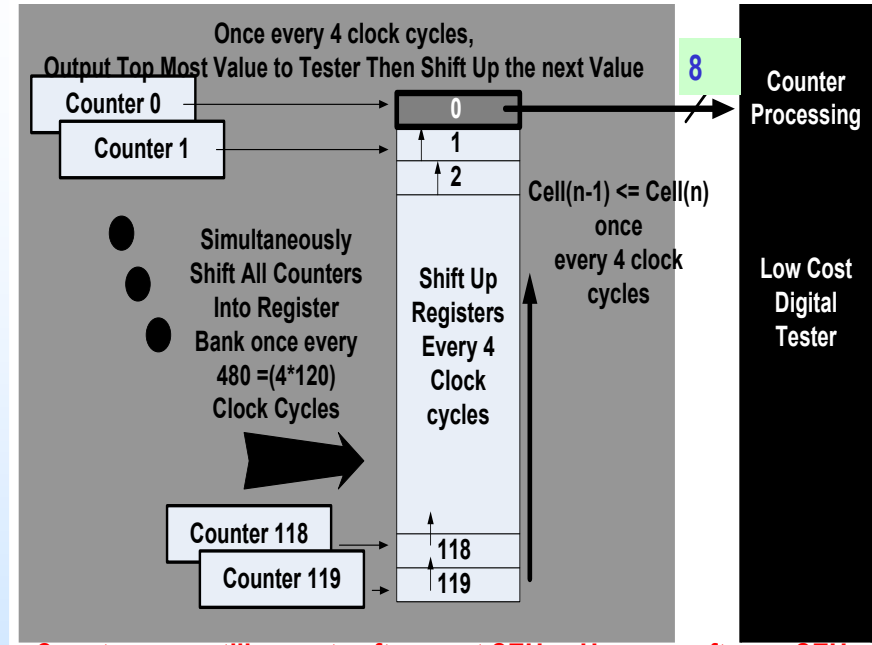 Once every 4 clock cycles,
Output Top Most Value to Tester Then Shift Up the next Value
8
Counter 0
Counter 1
0
1
2
Counter
Processing
Cell(n-1) <= Cell(n)
once
every 4 clock
cycles
Simultaneously
Shift All Counters
Into Register
Bank once every
480 =(4*120)
Clock Cycles
Shift Up
Registers
Every 4
Clock
cycles
Low Cost
Digital
Tester
Counter 118
Counter 119
118
119